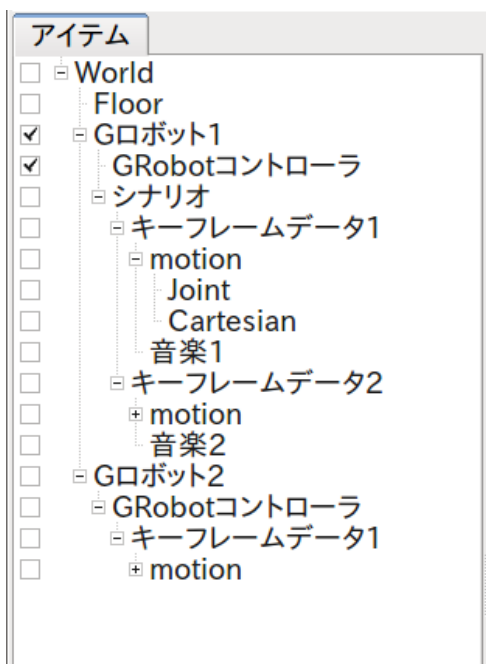 アイテム
World
Floor
Gロボット1
GRobotコントローラ
シナリオ
キーフレームデータ1
motion
Joint
Cartesian
音楽1
キーフレームデータ2
motion
音楽2
Gロボット2
GRobotコントローラ
キーフレームデータ1
motion